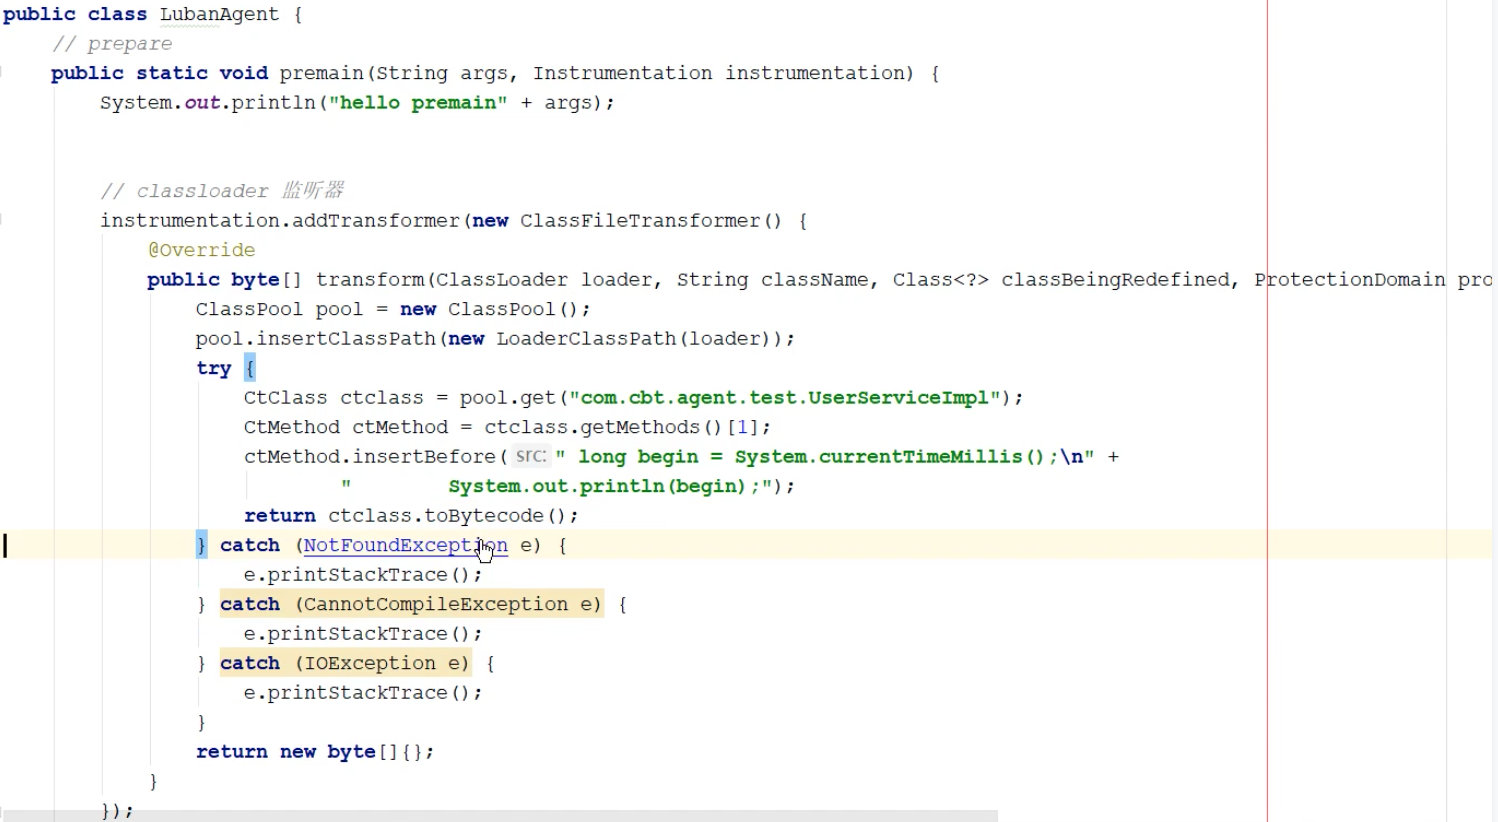 public class LubanAgent {
// prepare
public static void premain(String args, Instrumentation instrumentation) {
System.out.println("hello premain" + args);
// classloader 监听器
instrumentation.addTransformer(new ClassFileTransformer() {
@Override
public byte[] transform(ClassLoader loader, String className, Class<?> classBeingRedefined, ProtectionDomain pro
ClassPool pool = new ClassPool();
pool.insertClassPath(new LoaderClassPath(loader));
try {
CtClass ctclass = pool.get("com.cbt.agent.test.UserServiceImpl");
CtMethod ctMethod = ctclass.getMethods()[1];
ctMethod.insertBefore( src: " long begin = System.currentTimeMillis();\n" +
"        System.out.println(begin);");
return ctclass.toBytecode();
} catch (NotFoundException e) {
e.printStackTrace();
} catch (CannotCompileException e) {
e.printStackTrace();
} catch (IOException e) {
e.printStackTrace();
}
return new byte[]{};
}
});